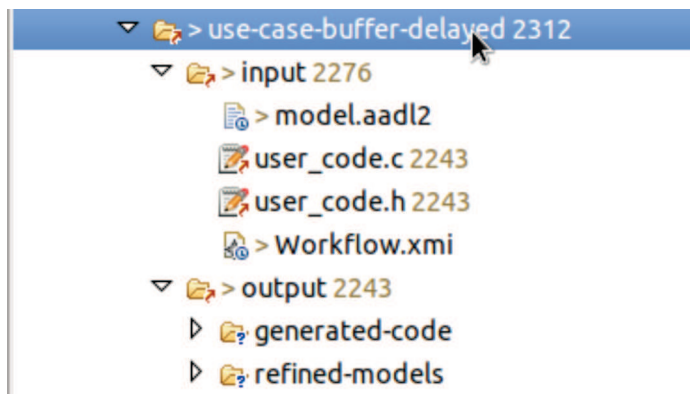 > use-case-buffer-delayed 2312
> input 2276
> model.aadl2
user_code.c 2243
user_code.h 2243
> Workflow.xmi
> output 2243
generated-code
refined-models